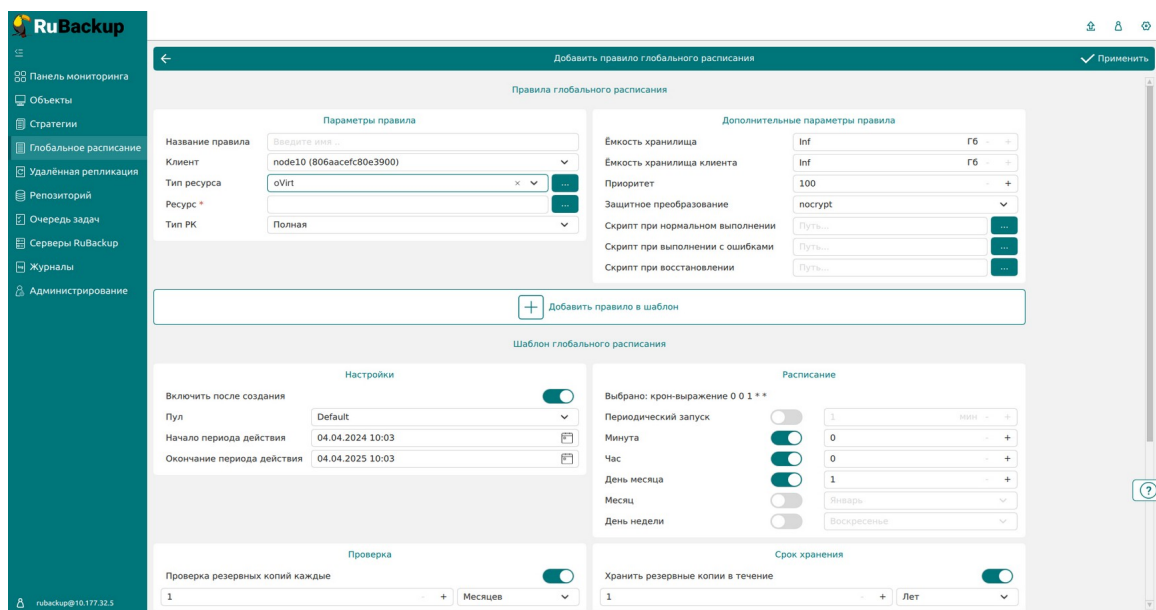 RuBackup
Добавить правило глобального расписания
Применить
Панель мониторинга
Объекты
Стратегии
Глобальное расписание
Удалённая репликация
Репозиторий
Очередь задач
Серверы RuBackup
Журналы
Администрирование
rubackup@10.177.32.5
Правила глобального расписания
Параметры правила
Название правила Введите имя ..
Клиент node10 (806aacefc80e3900)
Тип ресурса oVirt × ...
Ресурс * ...
Тип РК Полная
Дополнительные параметры правила
Ёмкость хранилища Inf Гб - +
Ёмкость хранилища клиента Inf Гб - +
Приоритет 100 - +
Защитное преобразование nocrypt
Скрипт при нормальном выполнении Путь... ...
Скрипт при выполнении с ошибками Путь... ...
Скрипт при восстановлении Путь... ...
+ Добавить правило в шаблон
Шаблон глобального расписания
Настройки
Включить после создания
Пул Default
Начало периода действия 04.04.2024 10:03
Окончание периода действия 04.04.2025 10:03
Расписание
Выбрано: крон-выражение 0 0 1 * *
Периодический запуск 1 мин - +
Минута 0 - +
Час 0 - +
День месяца 1 - +
Месяц Январь
День недели Воскресенье
?
Проверка
Проверка резервных копий каждые
1 - + Месяцев
Срок хранения
Хранить резервные копии в течение
1 - + Лет